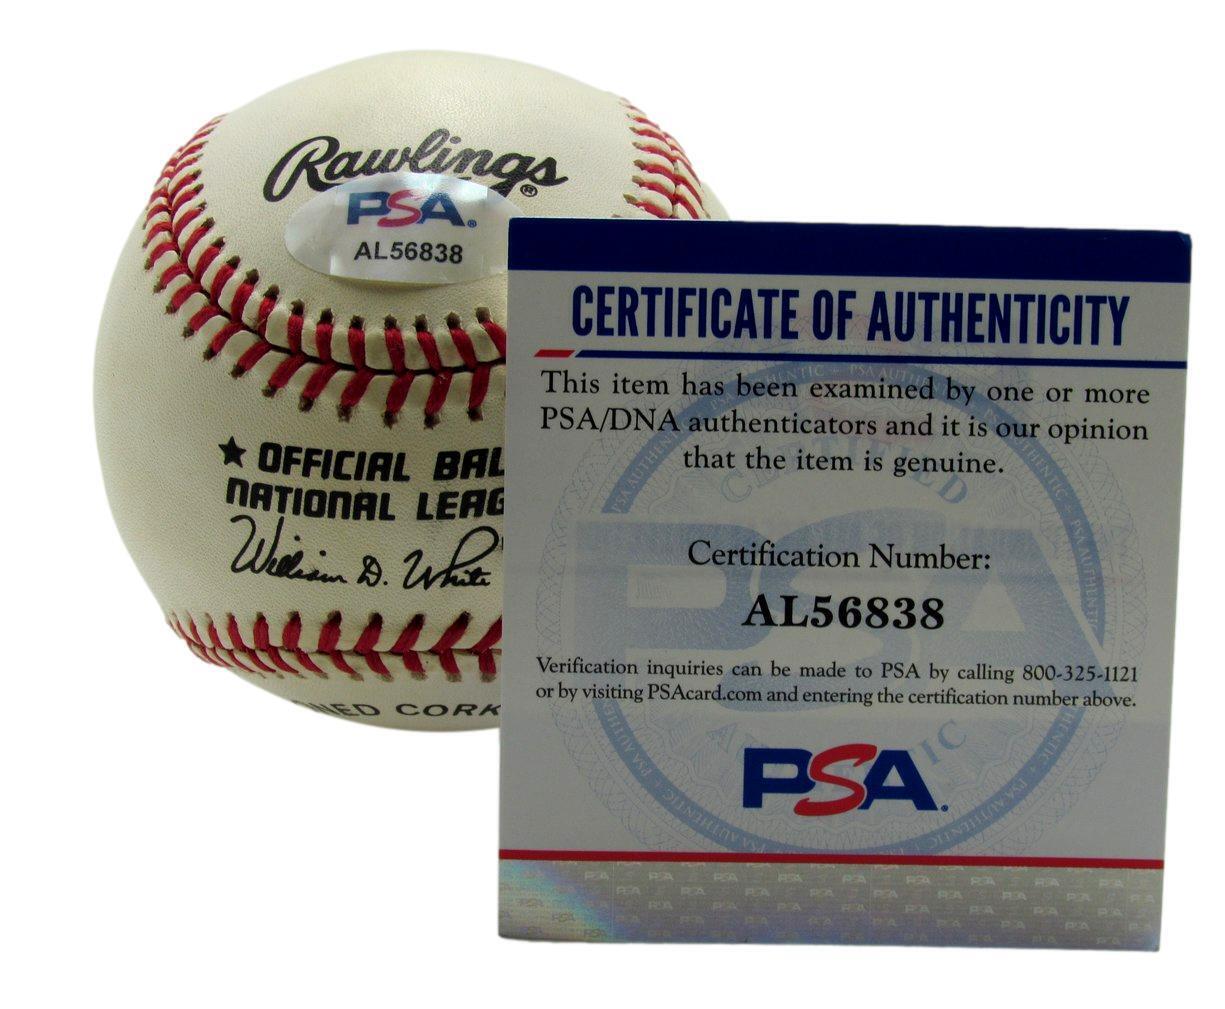 Rawlings®
PSA®
AL56838
★ OFFICIAL BAL
NATIONAL LEAG
William D. White
NED CORK
CERTIFICATE OF AUTHENTICITY
This item has been examined by one or more
PSA/DNA authenticators and it is our opinion
that the item is genuine.
Certification Number:
AL56838
Verification inquiries can be made to PSA by calling 800-325-1121
or by visiting PSAcard.com and entering the certification number above.
PSA®